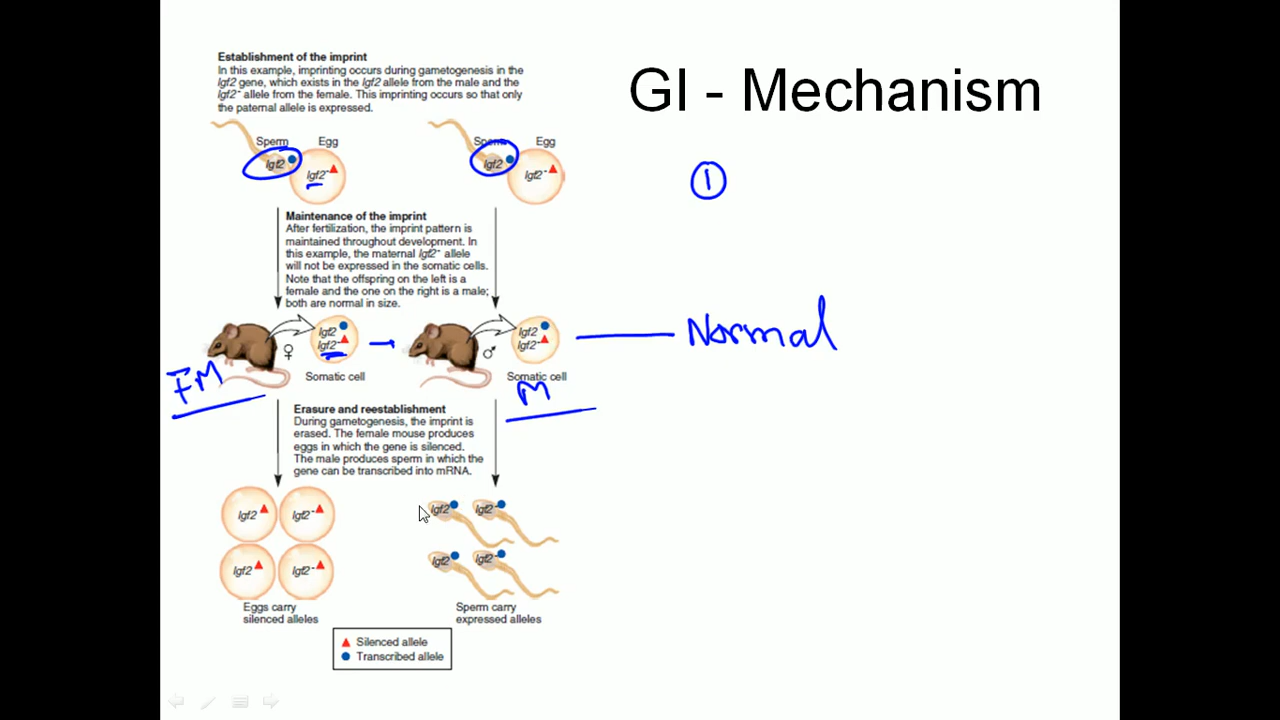 Establishment of the imprint
In this example, imprinting occurs during gametogenesis in the
Igf2 gene, which exists in the Igf2 allele from the male and the
Igf2⁻ allele from the female. This imprinting occurs so that only
the paternal allele is expressed.
GI - Mechanism
Sperm
Egg
Sperm
Egg
Igf2
Igf2⁻
Igf2
Igf2⁻
1
Maintenance of the imprint
After fertilization, the imprint pattern is
maintained throughout development. In
this example, the maternal Igf2⁻ allele
will not be expressed in the somatic cells.
Note that the offspring on the left is a
female and the one on the right is a male;
both are normal in size.
Igf2
Igf2⁻
♀
Igf2
Igf2⁻
♂
Normal
Somatic cell
Somatic cell
FM
M
Erasure and reestablishment
During gametogenesis, the imprint is
erased. The female mouse produces
eggs in which the gene is silenced.
The male produces sperm in which the
gene can be transcribed into mRNA.
Igf2
Igf2⁻
Igf2
Igf2⁻
Igf2
Igf2⁻
Igf2
Igf2⁻
Eggs carry
silenced alleles
Sperm carry
expressed alleles
Silenced allele
Transcribed allele